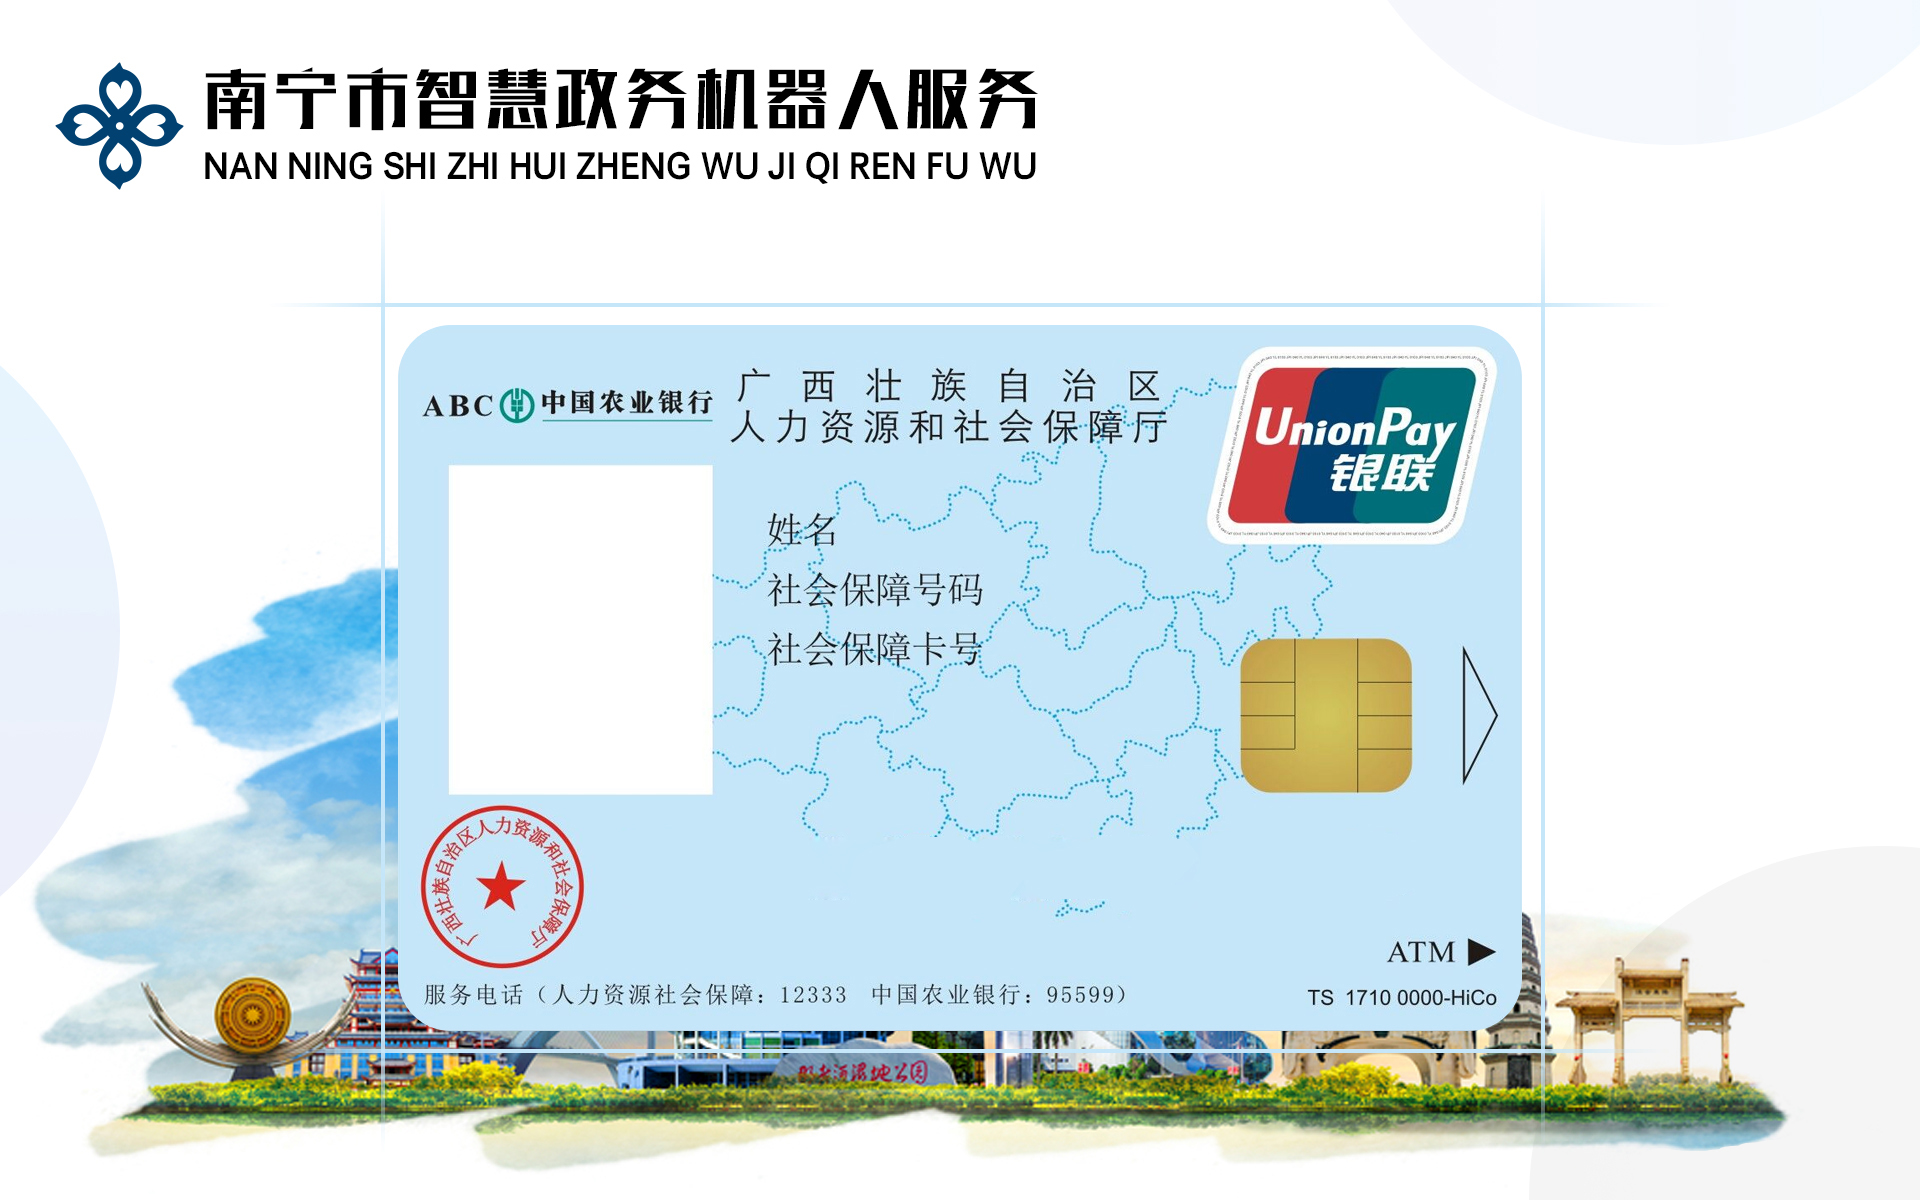 南宁市智慧政务机器人服务
NAN NING SHI ZHI HUI ZHENG WU JI QI REN FU WU
ABC 中国农业银行
广西壮族自治区
人力资源和社会保障厅
UnionPay
银联
姓名
社会保障号码
社会保障卡号
广西壮族自治区人力资源和社会保障厅
ATM
服务电话（人力资源社会保障：12333 中国农业银行：95599）
TS 1710 0000-HiCo
湿地公园